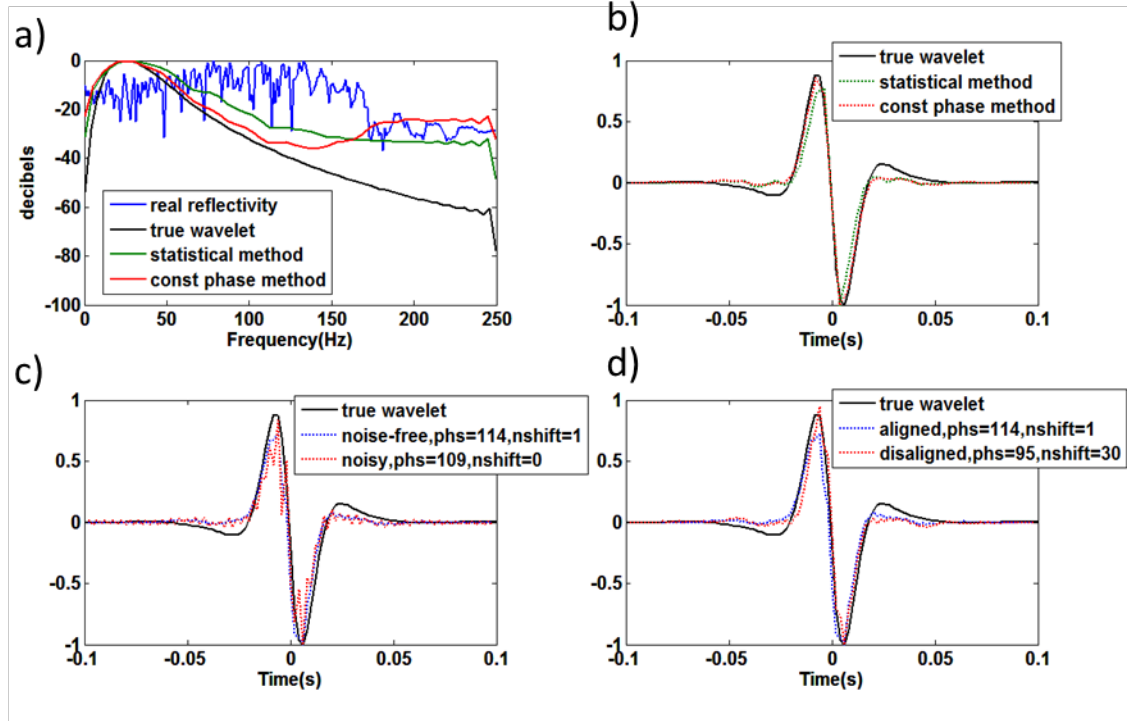 a)
0
-20
-40
-60
-80
-100
decibels
real reflectivity
true wavelet
statistical method
const phase method
0
50
100
150
200
250
Frequency(Hz)
b)
1
0.5
0
-0.5
-1
true wavelet
statistical method
const phase method
-0.1
-0.05
0
0.05
0.1
Time(s)
c)
1
0.5
0
-0.5
-1
true wavelet
noise-free,phs=114,nshift=1
noisy,phs=109,nshift=0
-0.1
-0.05
0
0.05
0.1
Time(s)
d)
1
0.5
0
-0.5
-1
true wavelet
aligned,phs=114,nshift=1
disaligned,phs=95,nshift=30
-0.1
-0.05
0
0.05
0.1
Time(s)